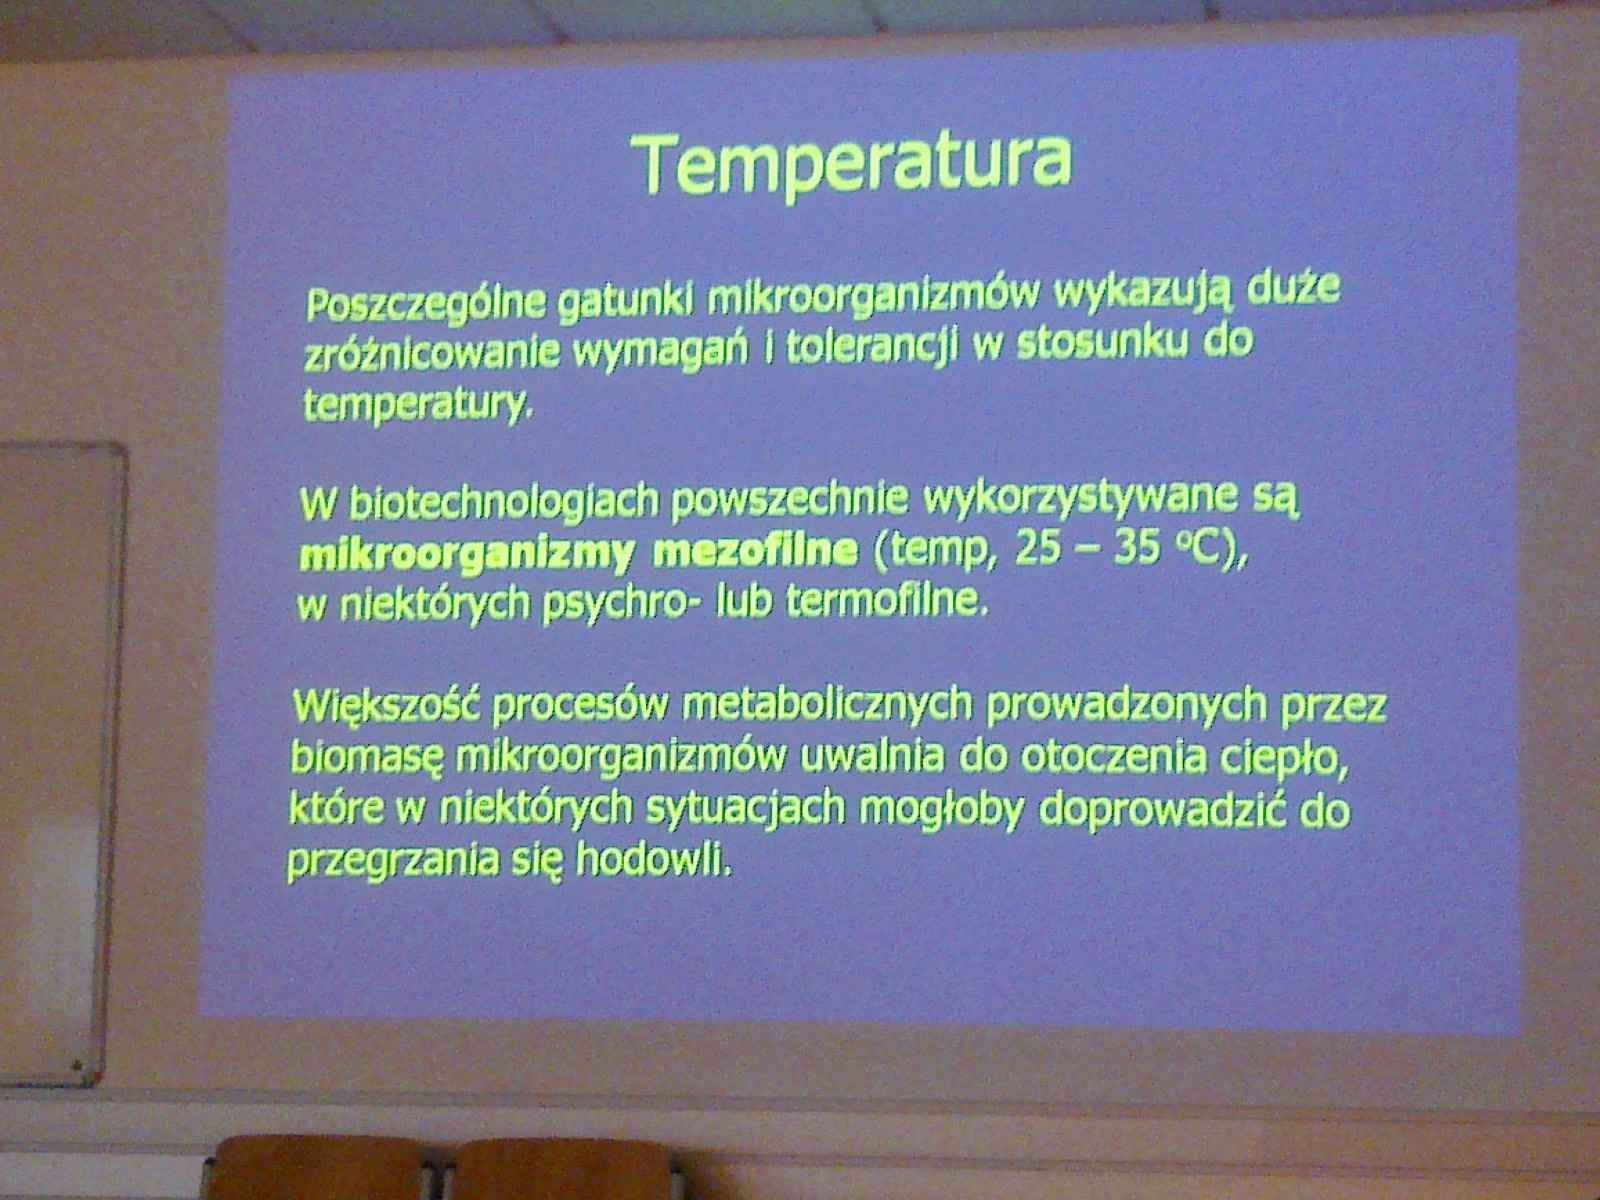 Temperatura
Poszczególne gatunki mikroorganizmów wykazują duże
zróżnicowanie wymagań i tolerancji w stosunku do
temperatury.
W biotechnologiach powszechnie wykorzystywane są
mikroorganizmy mezofilne (temp, 25 – 35 ºC),
w niektórych psychro- lub termofilne.
Większość procesów metabolicznych prowadzonych przez
biomasę mikroorganizmów uwalnia do otoczenia ciepło,
które w niektórych sytuacjach mogłoby doprowadzić do
przegrzania się hodowli.